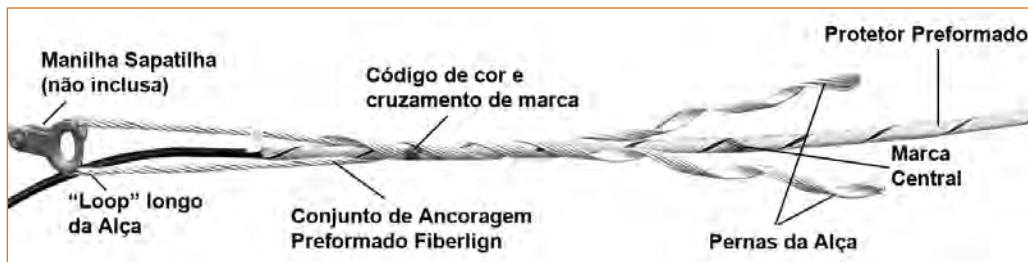 Manilha Sapatilha
(não inclusa)
Código de cor e
cruzamento de marca
Protetor Preformado
"Loop" longo
da Alça
Conjunto de Ancoragem
Preformado Fiberlign
Marca
Central
Pernas da Alça